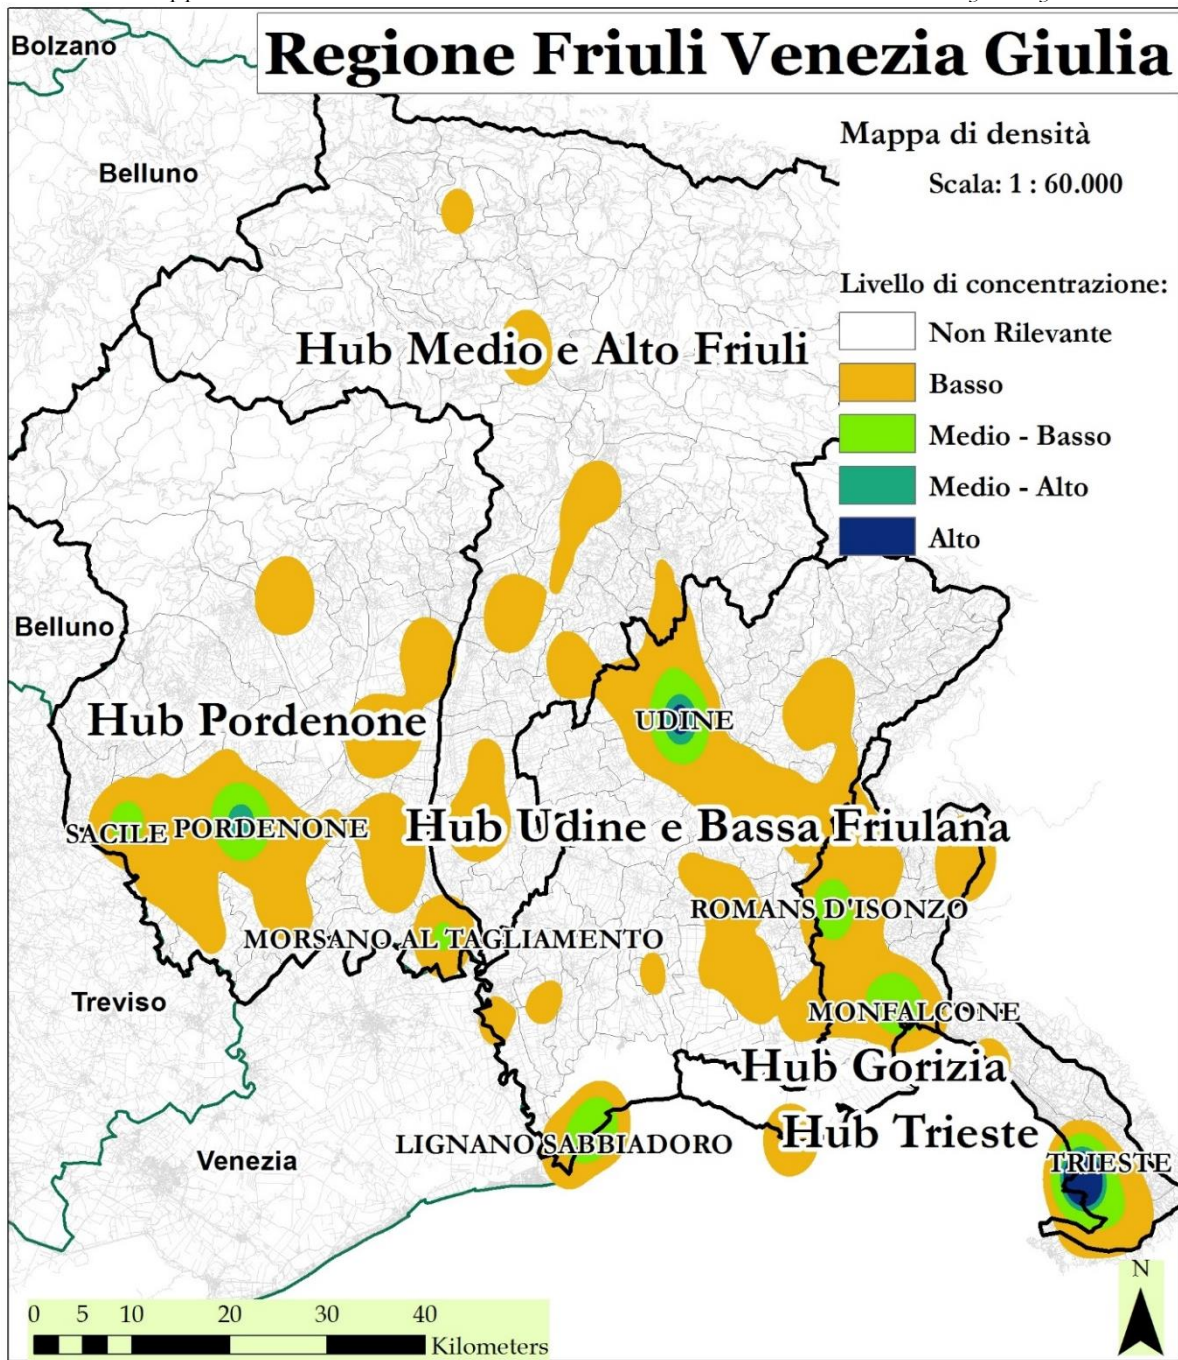 Bolzano
Regione Friuli Venezia Giulia
Mappa di densità
Belluno
Scala: 1 : 60.000
Livello di concentrazione:
Non Rilevante
Hub Medio e Alto Friuli
Basso
Medio - Basso
Medio - Alto
Alto
Belluno
Hub Pordenone
UDINE
SACILE
PORDENONE
Hub Udine e Bassa Friulana
ROMANS D'ISONZO
MORSANO AL TAGLIAMENTO
Treviso
MONFALCONE
Hub Gorizia
Hub Trieste
LIGNANO SABBIADORO
Venezia
TRIESTE
N
0 5 10 20 30 40
Kilometers